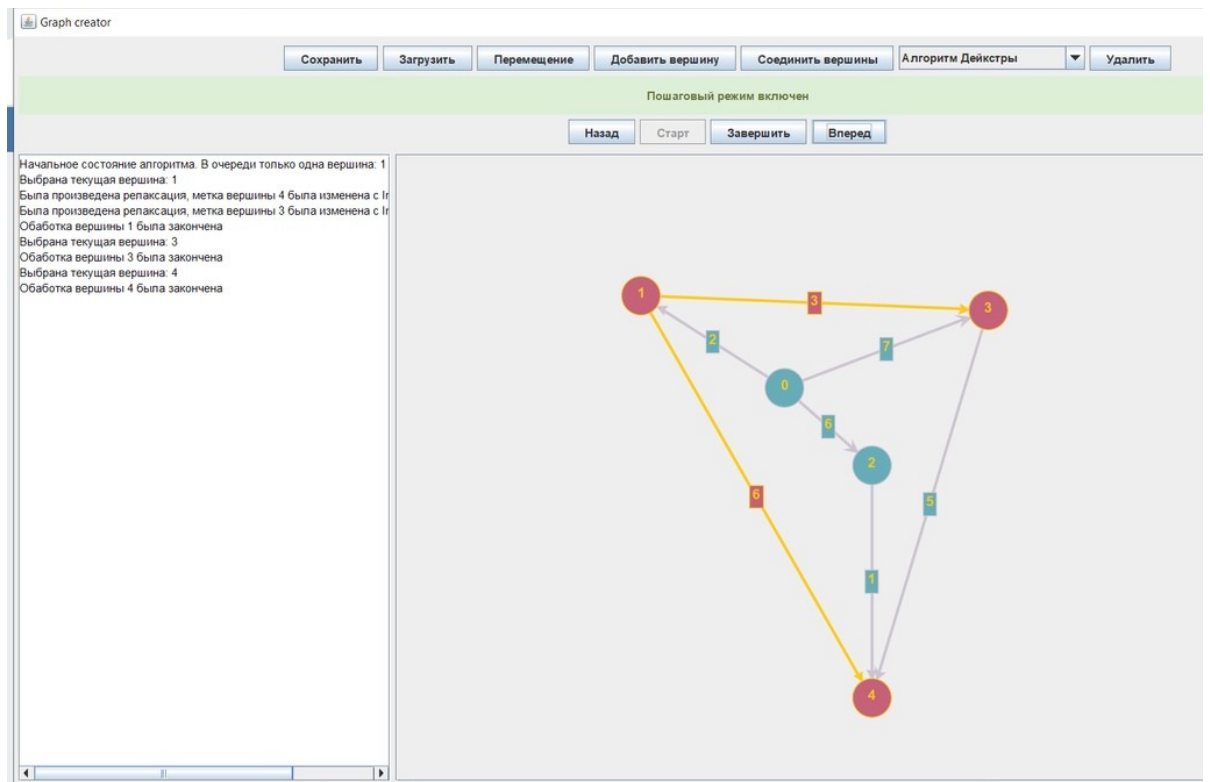 Graph creator
Сохранить Загрузить Перемещение Добавить вершину Соединить вершины Алгоритм Дейкстры Удалить
Пошаговый режим включен
Назад Старт Завершить Вперед
Начальное состояние алгоритма. В очереди только одна вершина: 1
Выбрана текущая вершина: 1
Была произведена релаксация, метка вершины 4 была изменена с Ir
Была произведена релаксация, метка вершины 3 была изменена с Ir
Обаботка вершины 1 была закончена
Выбрана текущая вершина: 3
Обаботка вершины 3 была закончена
Выбрана текущая вершина: 4
Обаботка вершины 4 была закончена
1
3
3
2
7
0
6
2
6
5
1
4